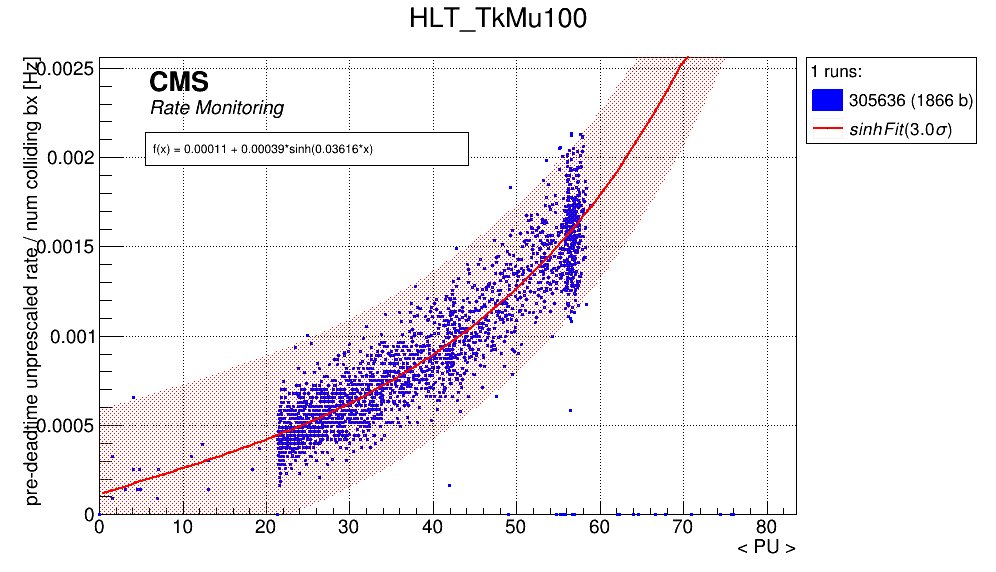 HLT_TkMu100
pre-deadtime unprescaled rate / num colliding bx [Hz]
0.0025
0.002
0.0015
0.001
0.0005
0
CMS
Rate Monitoring
f(x) = 0.00011 + 0.00039*sinh(0.03616*x)
0 10 20 30 40 50 60 70 80
< PU >
1 runs:
305636 (1866 b)
sinhFit(3.0σ)